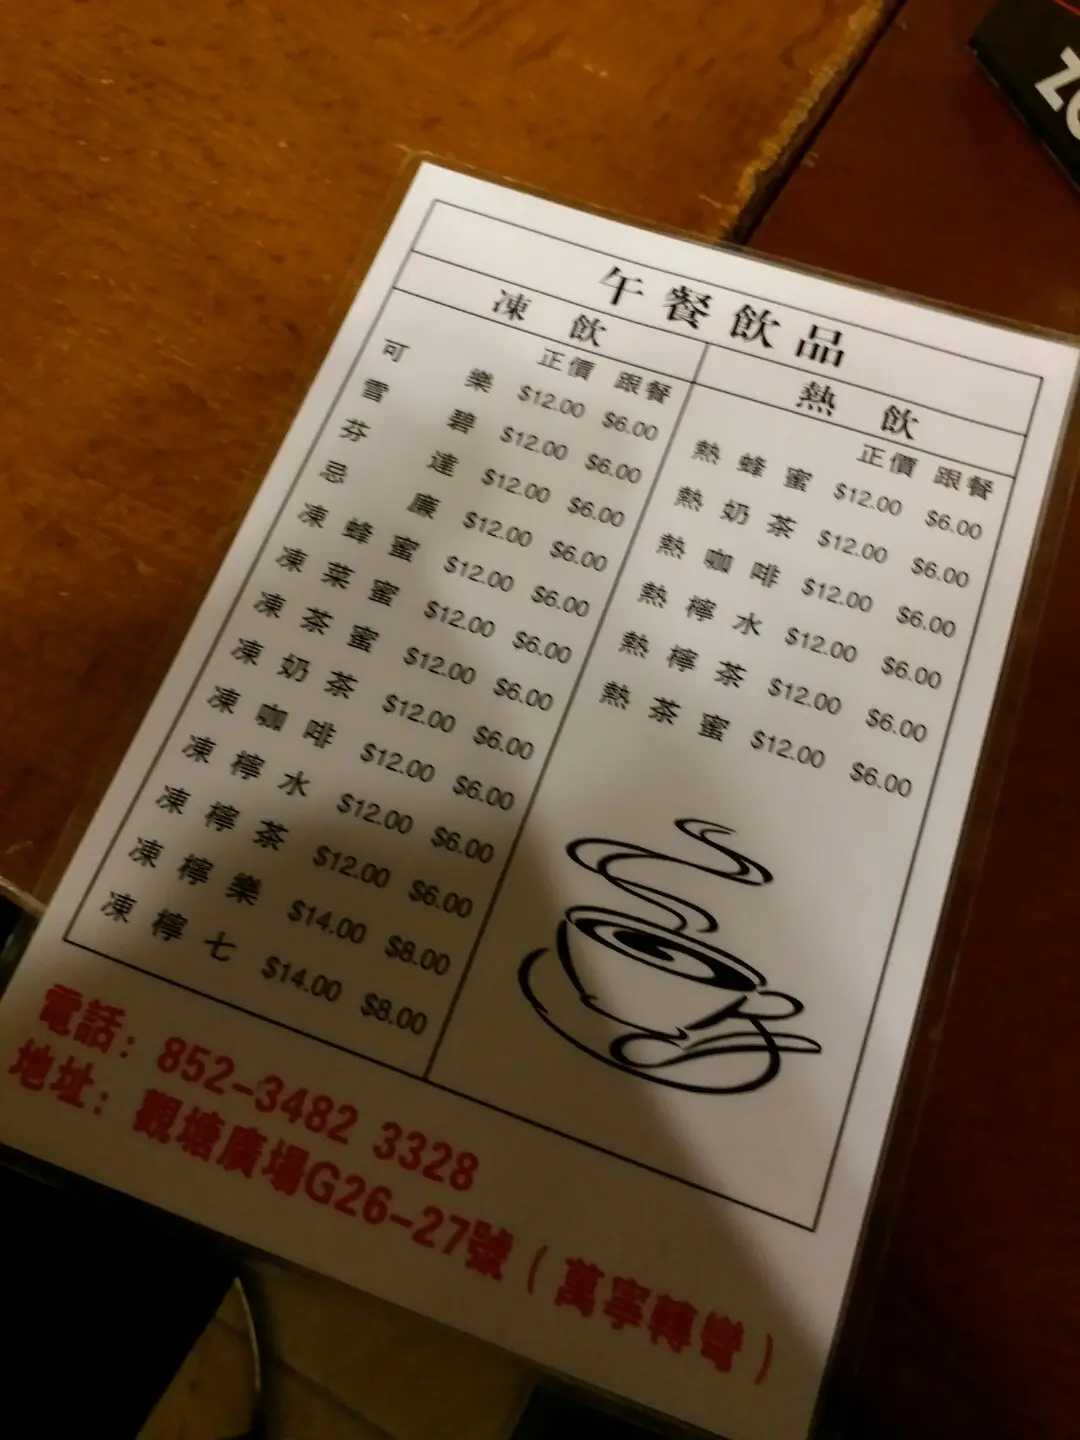 午餐飲品
凍飲
正價 跟餐
可樂 $12.00 $6.00
雪碧 $12.00 $6.00
芬達 $12.00 $6.00
忌廉 $12.00 $6.00
凍蜂蜜 $12.00 $6.00
凍菜蜜 $12.00 $6.00
凍茶蜜 $12.00 $6.00
凍奶茶 $12.00 $6.00
凍咖啡 $12.00 $6.00
凍檸水 $12.00 $6.00
凍檸茶 $12.00 $6.00
凍檸樂 $14.00 $8.00
凍檸七 $14.00 $8.00
熱飲
正價 跟餐
熱蜂蜜 $12.00 $6.00
熱奶茶 $12.00 $6.00
熱咖啡 $12.00 $6.00
熱檸水 $12.00 $6.00
熱檸茶 $12.00 $6.00
熱茶蜜 $12.00 $6.00
電話: 852-3482 3328
地址: 觀塘廣場G26-27號（萬寧轉彎）